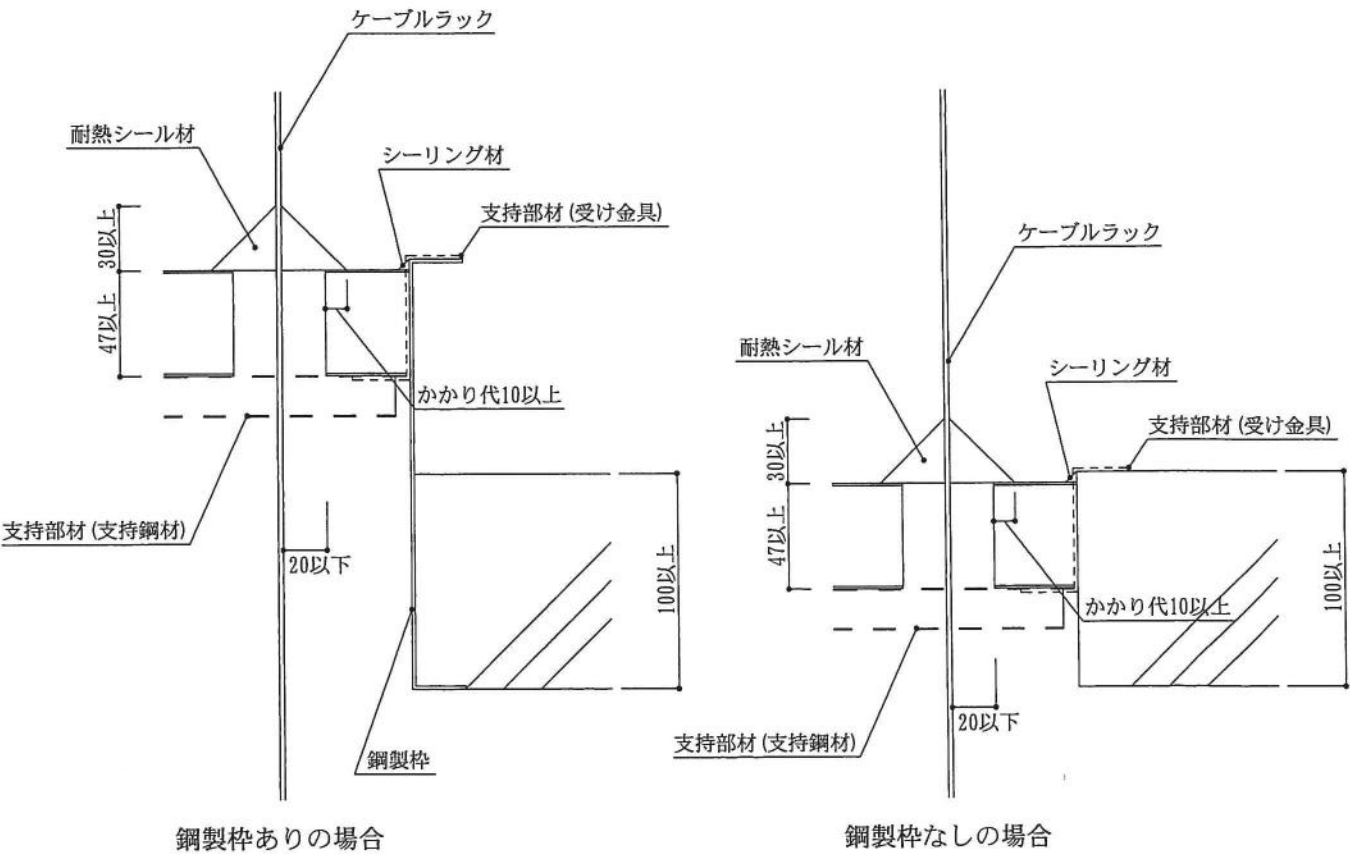 ケーブルラック
耐熱シール材
シーリング材
支持部材(受け金具)
30以上
47以上
かかり代10以上
支持部材(支持鋼材)
20以下
100以上
鋼製枠
鋼製枠ありの場合
ケーブルラック
耐熱シール材
シーリング材
支持部材(受け金具)
30以上
47以上
かかり代10以上
100以上
20以下
支持部材(支持鋼材)
鋼製枠なしの場合